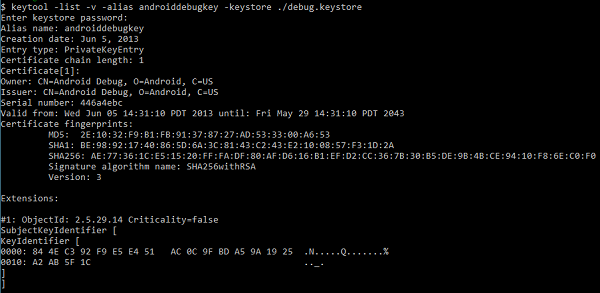 $ keytool -list -v -alias androiddebugkey -keystore ./debug.keystore
Enter keystore password:
Alias name: androiddebugkey
Creation date: Jun 5, 2013
Entry type: PrivateKeyEntry
Certificate chain length: 1
Certificate[1]:
Owner: CN=Android Debug, O=Android, C=US
Issuer: CN=Android Debug, O=Android, C=US
Serial number: 446a4ebc
Valid from: Wed Jun 05 14:31:10 PDT 2013 until: Fri May 29 14:31:10 PDT 2043
Certificate fingerprints:
MD5: 2E:10:32:F9:B1:FB:91:37:87:27:AD:53:33:00:A6:53
SHA1: BE:98:92:17:40:86:5D:6A:3C:81:43:C2:43:E2:10:08:57:F3:1D:2A
SHA256: AE:77:36:1C:E5:15:20:FF:FA:DF:80:AF:D6:16:B1:EF:D2:CC:36:7B:30:B5:DE:9B:4B:CE:94:10:F8:6E:C0:F0
Signature algorithm name: SHA256withRSA
Version: 3
Extensions:
#1: ObjectId: 2.5.29.14 Criticality=false
SubjectKeyIdentifier [
KeyIdentifier [
0000: 84 4E C3 92 F9 E5 E4 51   AC 0C 9F BD A5 9A 19 25  .N.....Q.......%
0010: A2 AB 5F 1C                                        .._.
]
]